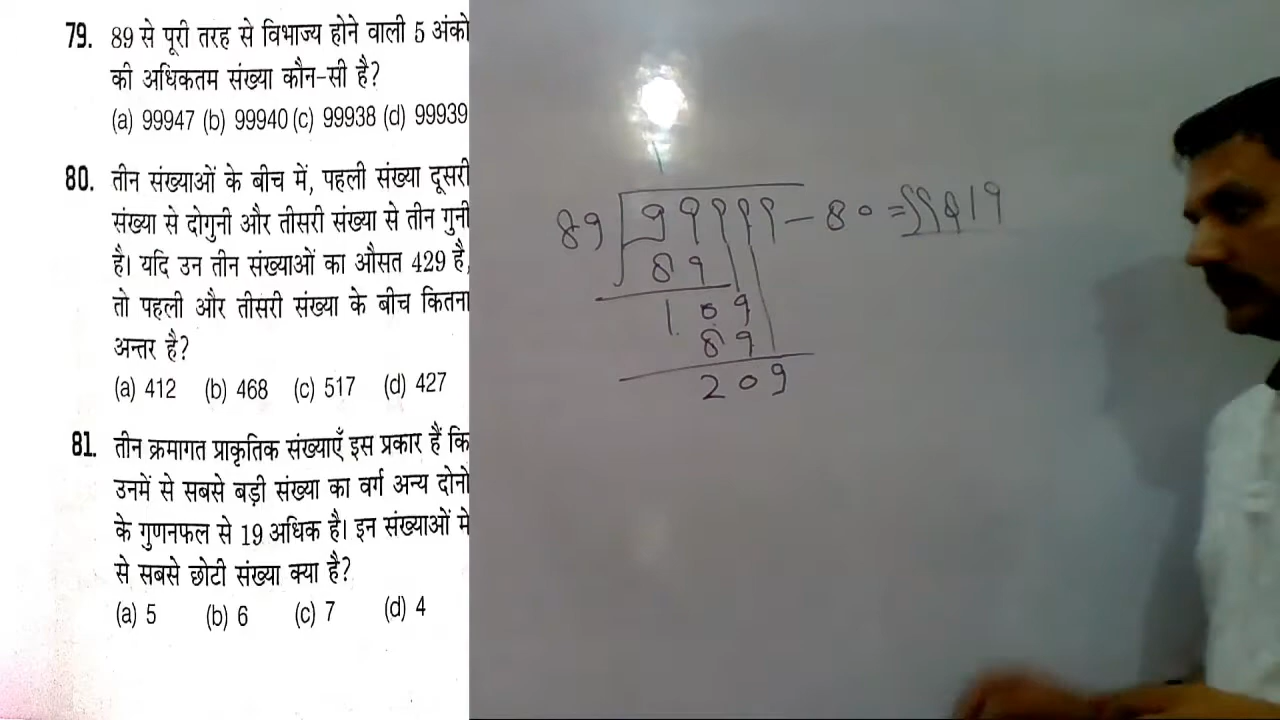 79. 89 से पूरी तरह से विभाज्य होने वाली 5 अंको
की अधिकतम संख्या कौन-सी है?
(a) 99947 (b) 99940 (c) 99938 (d) 99939
80. तीन संख्याओं के बीच में, पहली संख्या दूसरी
संख्या से दोगुनी और तीसरी संख्या से तीन गुनी
है। यदि उन तीन संख्याओं का औसत 429 है,
तो पहली और तीसरी संख्या के बीच कितना
अन्तर है?
(a) 412 (b) 468 (c) 517 (d) 427
81. तीन क्रमागत प्राकृतिक संख्याएँ इस प्रकार हैं कि
उनमें से सबसे बड़ी संख्या का वर्ग अन्य दोनो
के गुणनफल से 19 अधिक है। इन संख्याओं मे
से सबसे छोटी संख्या क्या है?
(a) 5 (b) 6 (c) 7 (d) 4
1
89 99999 – 80 = 99919
89
109
89
209